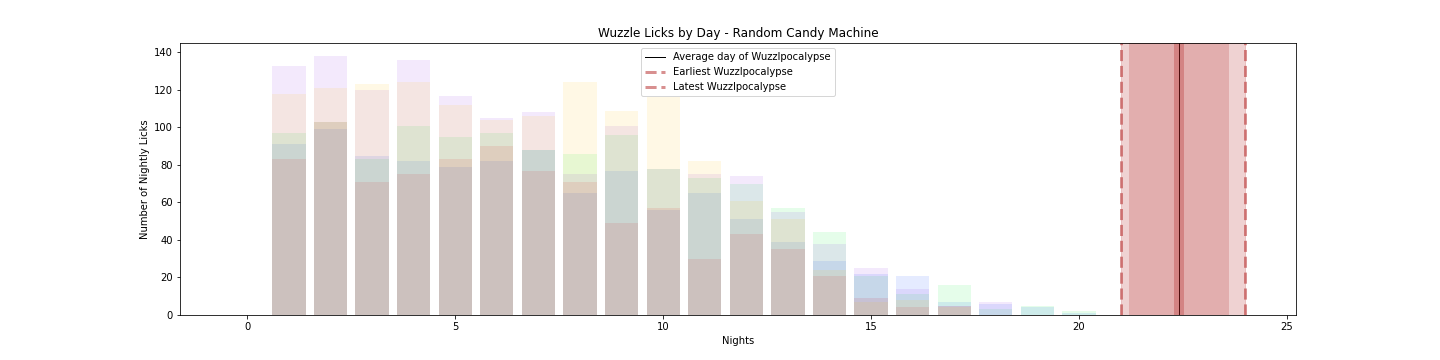 Wuzzle Licks by Day - Random Candy Machine
140
120
100
80
60
40
20
0
Number of Nightly Licks
Average day of Wuzzlpocalypse
Earliest Wuzzlpocalypse
Latest Wuzzlpocalypse
0 5 10 15 20 25
Nights